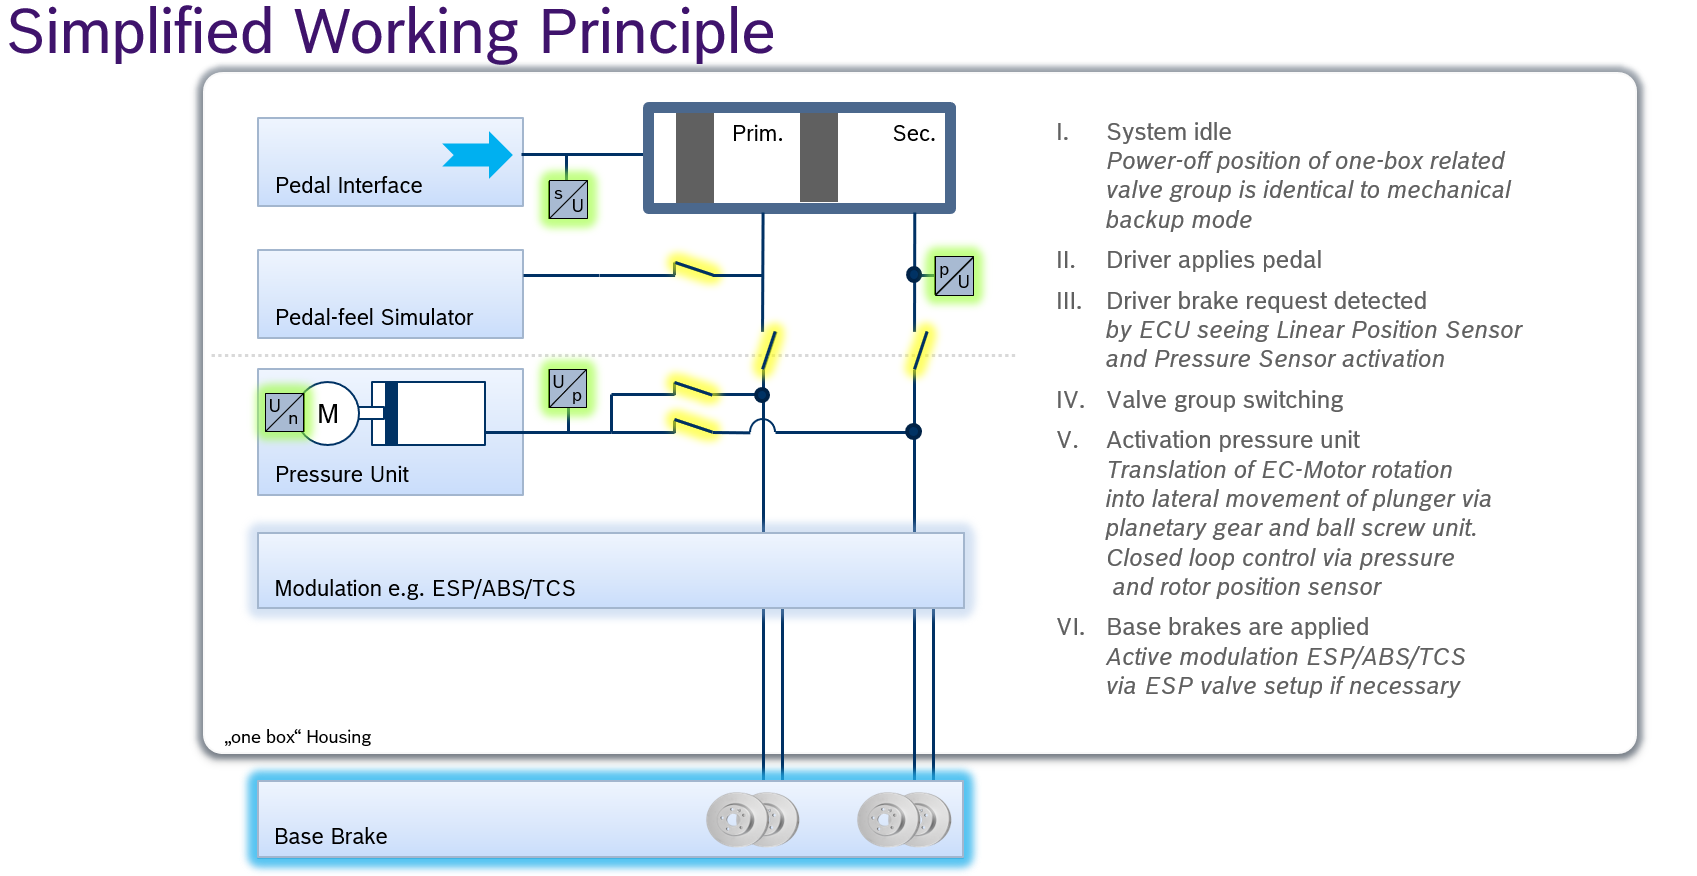 Simplified Working Principle
Pedal Interface
s
U
Prim.
Sec.
Pedal-feel Simulator
p
U
U
n
M
U
p
Pressure Unit
Modulation e.g. ESP/ABS/TCS
„one box“ Housing
Base Brake
I. System idle
Power-off position of one-box related
valve group is identical to mechanical
backup mode
II. Driver applies pedal
III. Driver brake request detected
by ECU seeing Linear Position Sensor
and Pressure Sensor activation
IV. Valve group switching
V. Activation pressure unit
Translation of EC-Motor rotation
into lateral movement of plunger via
planetary gear and ball screw unit.
Closed loop control via pressure
and rotor position sensor
VI. Base brakes are applied
Active modulation ESP/ABS/TCS
via ESP valve setup if necessary